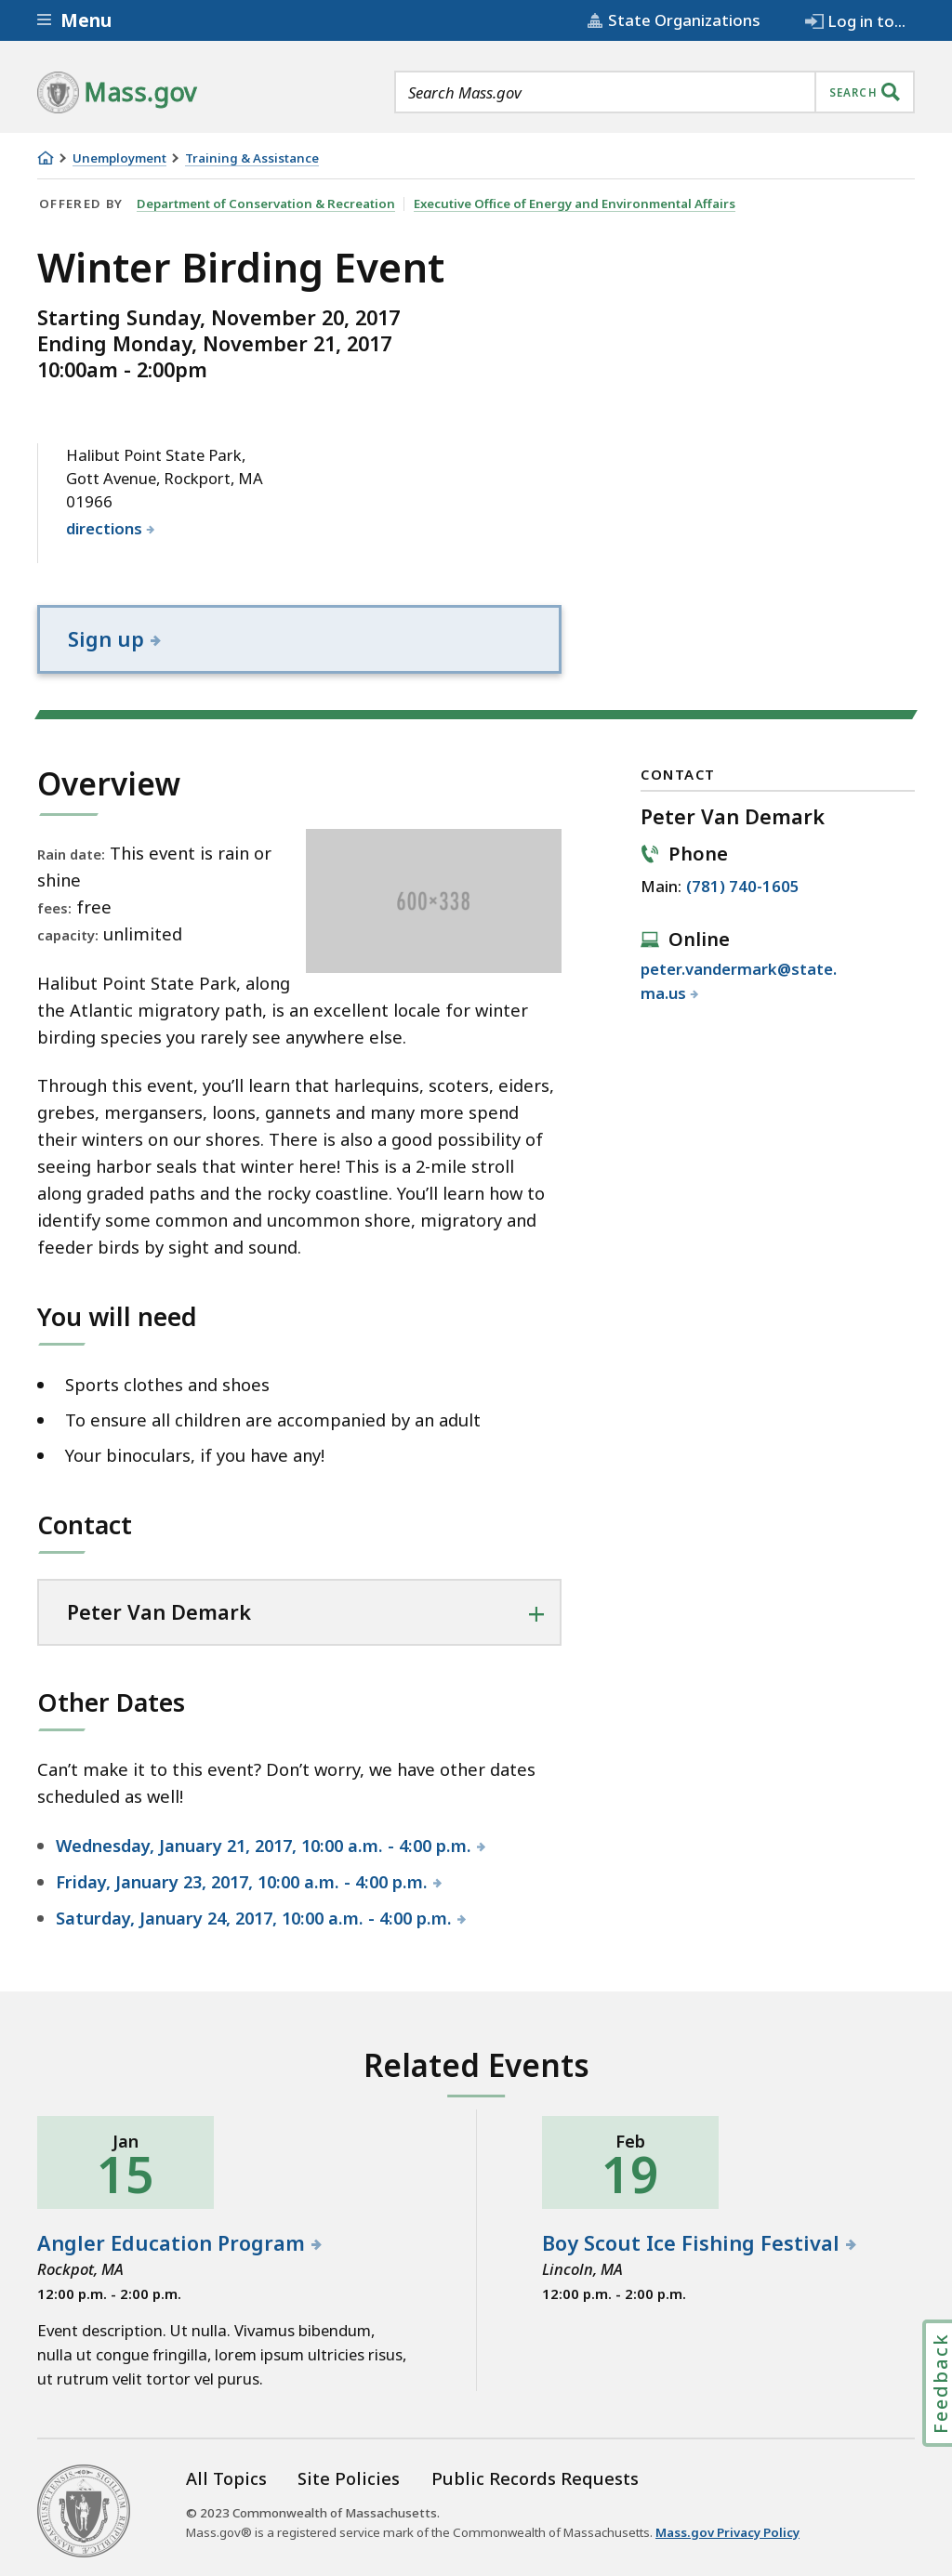 Menu
State Organizations
Log in to...
Mass.gov
Search Mass.gov
SEARCH
Unemployment
Training & Assistance
OFFERED BY Department of Conservation & Recreation Executive Office of Energy and Environmental Affairs
Winter Birding Event
Starting Sunday, November 20, 2017
Ending Monday, November 21, 2017
10:00am - 2:00pm
Halibut Point State Park,
Gott Avenue, Rockport, MA
01966
directions
Sign up
Overview
Rain date: This event is rain or
shine
fees: free
capacity: unlimited
600×338
Halibut Point State Park, along
the Atlantic migratory path, is an excellent locale for winter
birding species you rarely see anywhere else.
Through this event, you’ll learn that harlequins, scoters, eiders,
grebes, mergansers, loons, gannets and many more spend
their winters on our shores. There is also a good possibility of
seeing harbor seals that winter here! This is a 2-mile stroll
along graded paths and the rocky coastline. You’ll learn how to
identify some common and uncommon shore, migratory and
feeder birds by sight and sound.
You will need
Sports clothes and shoes
To ensure all children are accompanied by an adult
Your binoculars, if you have any!
Contact
Peter Van Demark
Other Dates
Can’t make it to this event? Don’t worry, we have other dates
scheduled as well!
Wednesday, January 21, 2017, 10:00 a.m. - 4:00 p.m.
Friday, January 23, 2017, 10:00 a.m. - 4:00 p.m.
Saturday, January 24, 2017, 10:00 a.m. - 4:00 p.m.
CONTACT
Peter Van Demark
Phone
Main: (781) 740-1605
Online
peter.vandermark@state.
ma.us
Related Events
Jan
15
Angler Education Program
Rockpot, MA
12:00 p.m. - 2:00 p.m.
Event description. Ut nulla. Vivamus bibendum,
nulla ut congue fringilla, lorem ipsum ultricies risus,
ut rutrum velit tortor vel purus.
Feb
19
Boy Scout Ice Fishing Festival
Lincoln, MA
12:00 p.m. - 2:00 p.m.
Feedback
All Topics
Site Policies
Public Records Requests
© 2023 Commonwealth of Massachusetts.
Mass.gov® is a registered service mark of the Commonwealth of Massachusetts. Mass.gov Privacy Policy